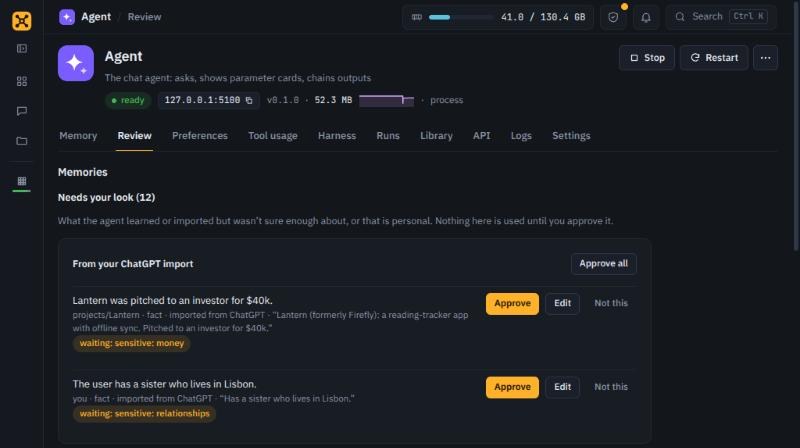 Agent / Review
41.0 / 130.4 GB
Search Ctrl K
Agent
The chat agent: asks, shows parameter cards, chains outputs
ready 127.0.0.1:5100 v0.1.0 · 52.3 MB · process
Stop Restart
Memory Review Preferences Tool usage Harness Runs Library API Logs Settings
Memories
Needs your look (12)
What the agent learned or imported but wasn't sure enough about, or that is personal. Nothing here is used until you approve it.
From your ChatGPT import Approve all
Lantern was pitched to an investor for $40k.
projects/Lantern · fact · imported from ChatGPT · “Lantern (formerly Firefly): a reading-tracker app
with offline sync. Pitched to an investor for $40k.”
waiting: sensitive: money
Approve Edit Not this
The user has a sister who lives in Lisbon.
you · fact · imported from ChatGPT · “Has a sister who lives in Lisbon.”
waiting: sensitive: relationships
Approve Edit Not this